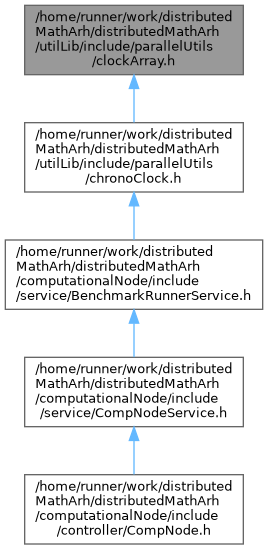 /home/runner/work/distributed
MathArh/distributedMathArh
/utilLib/include/parallelUtils
/clockArray.h
/home/runner/work/distributed
MathArh/distributedMathArh
/utilLib/include/parallelUtils
/chronoClock.h
/home/runner/work/distributed
MathArh/distributedMathArh
/computationalNode/include
/service/BenchmarkRunnerService.h
/home/runner/work/distributed
MathArh/distributedMathArh
/computationalNode/include
/service/CompNodeService.h
/home/runner/work/distributed
MathArh/distributedMathArh
/computationalNode/include
/controller/CompNode.h